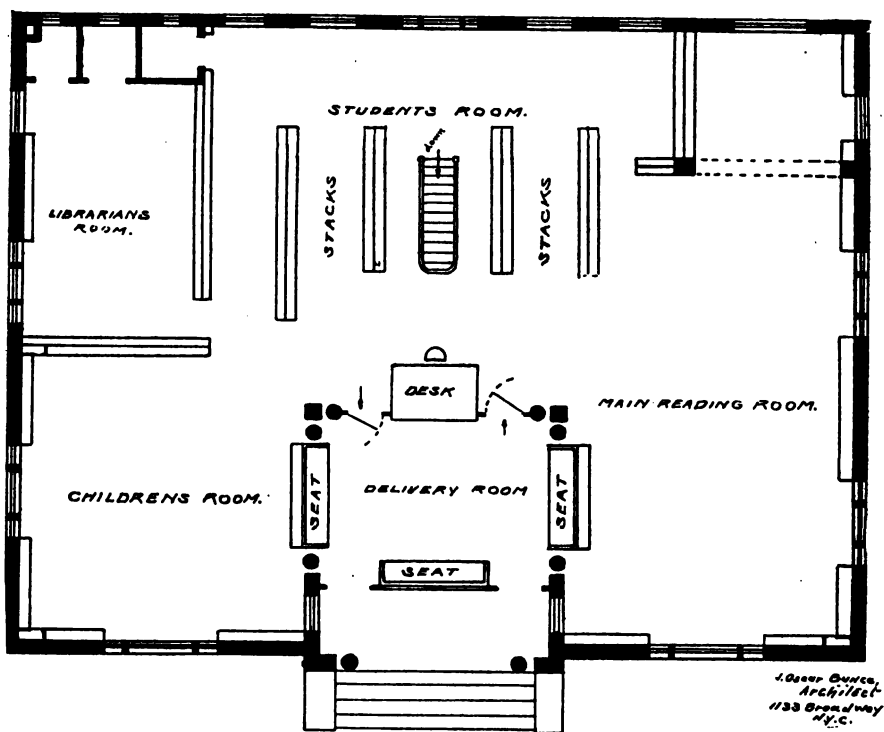 STUDENTS ROOM.
down
STACKS
STACKS
LIBRARIANS
ROOM.
DESK
MAIN READING ROOM.
CHILDRENS ROOM.
SEAT
DELIVERY ROOM
SEAT
SEAT
J. Oscar Bunce,
Architect
1133 Broadway
N.Y.C.